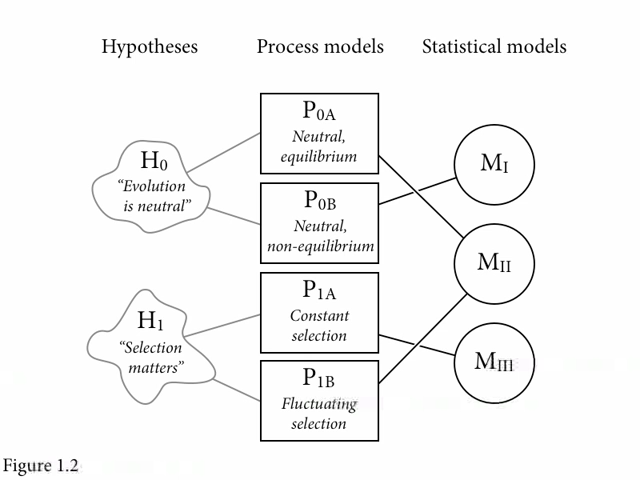 Hypotheses
Process models
Statistical models
H0
“Evolution
is neutral”
P0A
Neutral,
equilibrium
P0B
Neutral,
non-equilibrium
H1
“Selection
matters”
P1A
Constant
selection
P1B
Fluctuating
selection
MI
MII
MIII
Figure 1.2